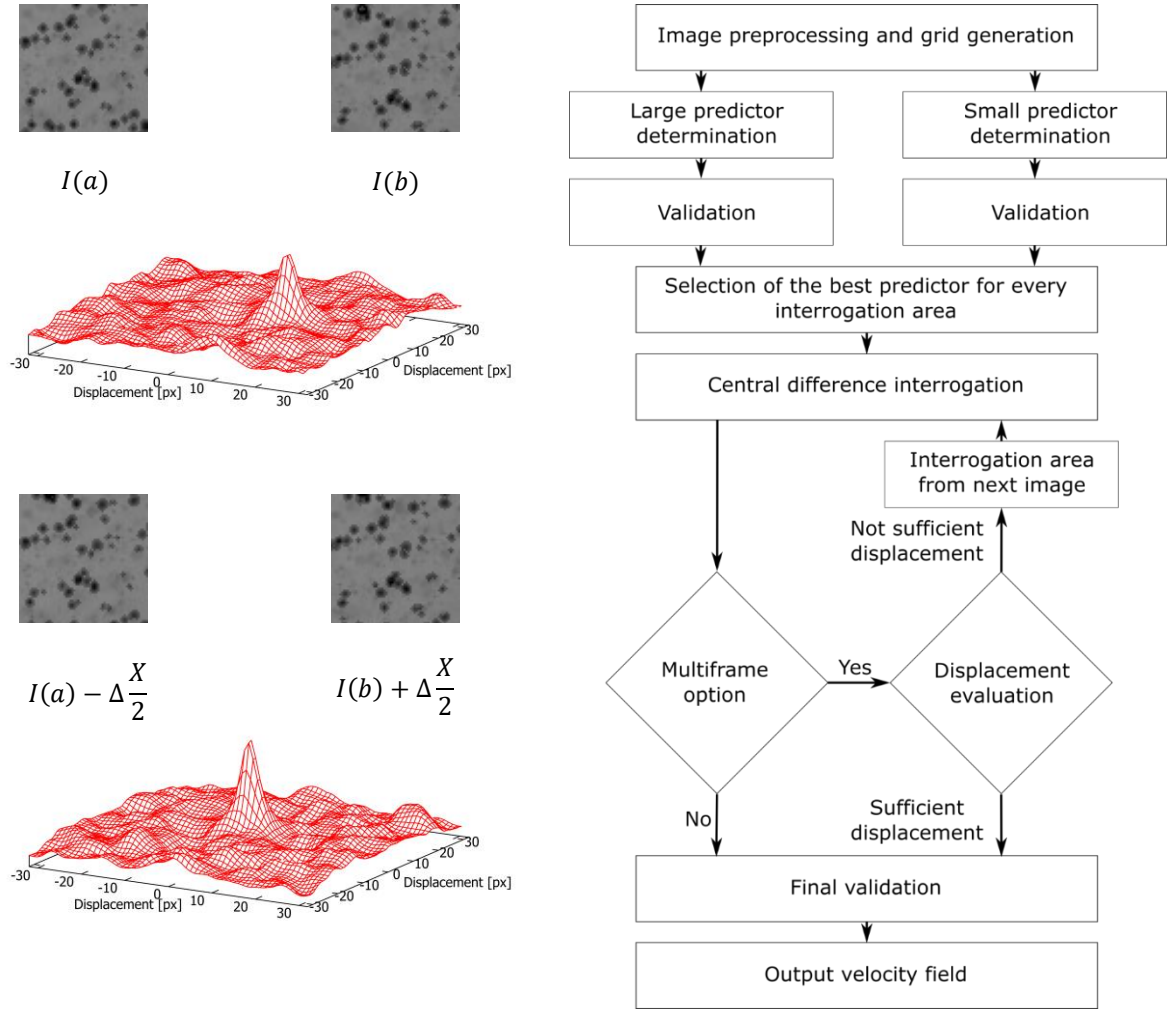 I(a)
I(b)
-30
-20
-10
0
10
20
30
Displacement [px]
-30
-20
-10
0
10
20
30
Displacement [px]
I(a) − Δ X/2
I(b) + Δ X/2
-30
-20
-10
0
10
20
30
Displacement [px]
-30
-20
-10
0
10
20
30
Displacement [px]
Image preprocessing and grid generation
Large predictor
determination
Small predictor
determination
Validation
Validation
Selection of the best predictor for every
interrogation area
Central difference interrogation
Interrogation area
from next image
Not sufficient
displacement
Multiframe
option
Yes
Displacement
evaluation
No
Sufficient
displacement
Final validation
Output velocity field